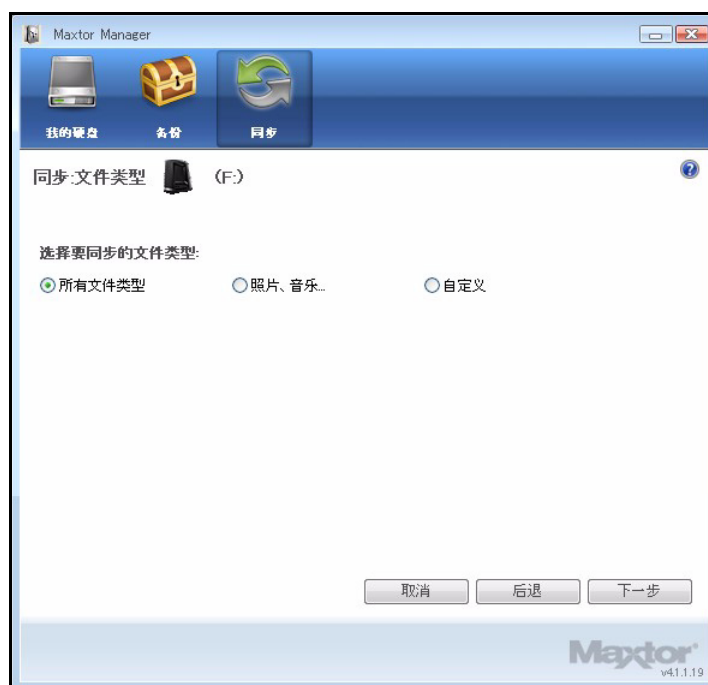 Maxtor Manager
我的硬盘 备份 同步
同步:文件类型 (F:)
选择要同步的文件类型:
所有文件类型 照片、音乐... 自定义
取消 后退 下一步
Maxtor
v4.1.1.19